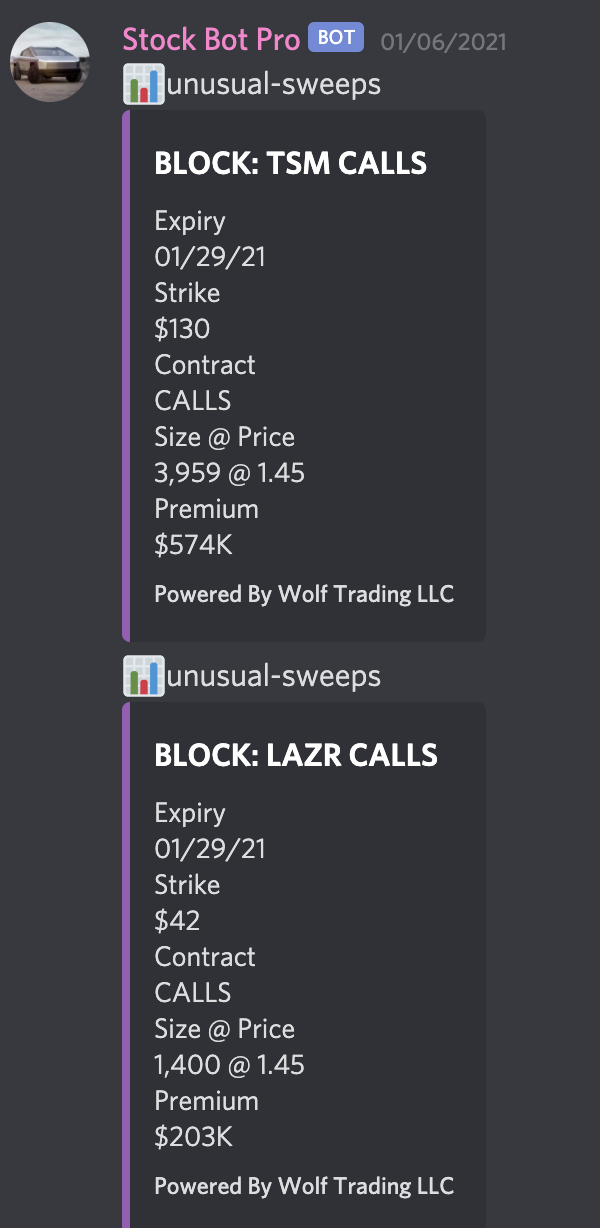 Stock Bot Pro BOT 01/06/2021
unusual-sweeps
BLOCK: TSM CALLS
Expiry
01/29/21
Strike
$130
Contract
CALLS
Size @ Price
3,959 @ 1.45
Premium
$574K
Powered By Wolf Trading LLC
unusual-sweeps
BLOCK: LAZR CALLS
Expiry
01/29/21
Strike
$42
Contract
CALLS
Size @ Price
1,400 @ 1.45
Premium
$203K
Powered By Wolf Trading LLC